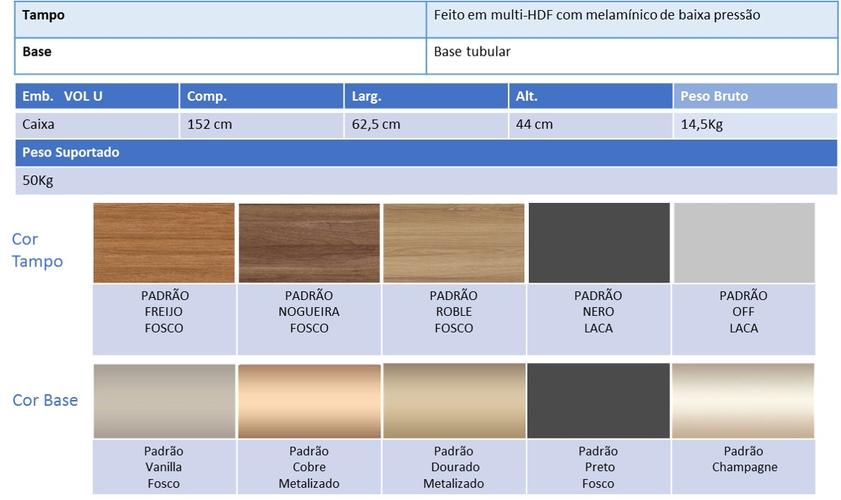 Tampo Feito em multi-HDF com melamínico de baixa pressão
Base Base tubular
Emb. VOL U Comp. Larg. Alt. Peso Bruto
Caixa 152 cm 62,5 cm 44 cm 14,5Kg
Peso Suportado
50Kg
Cor
Tampo
PADRÃO PADRÃO PADRÃO PADRÃO PADRÃO
FREIJO NOGUEIRA ROBLE NERO OFF
FOSCO FOSCO FOSCO LACA LACA
Cor Base
Padrão Padrão Padrão Padrão Padrão
Vanilla Cobre Dourado Preto Champagne
Fosco Metalizado Metalizado Fosco